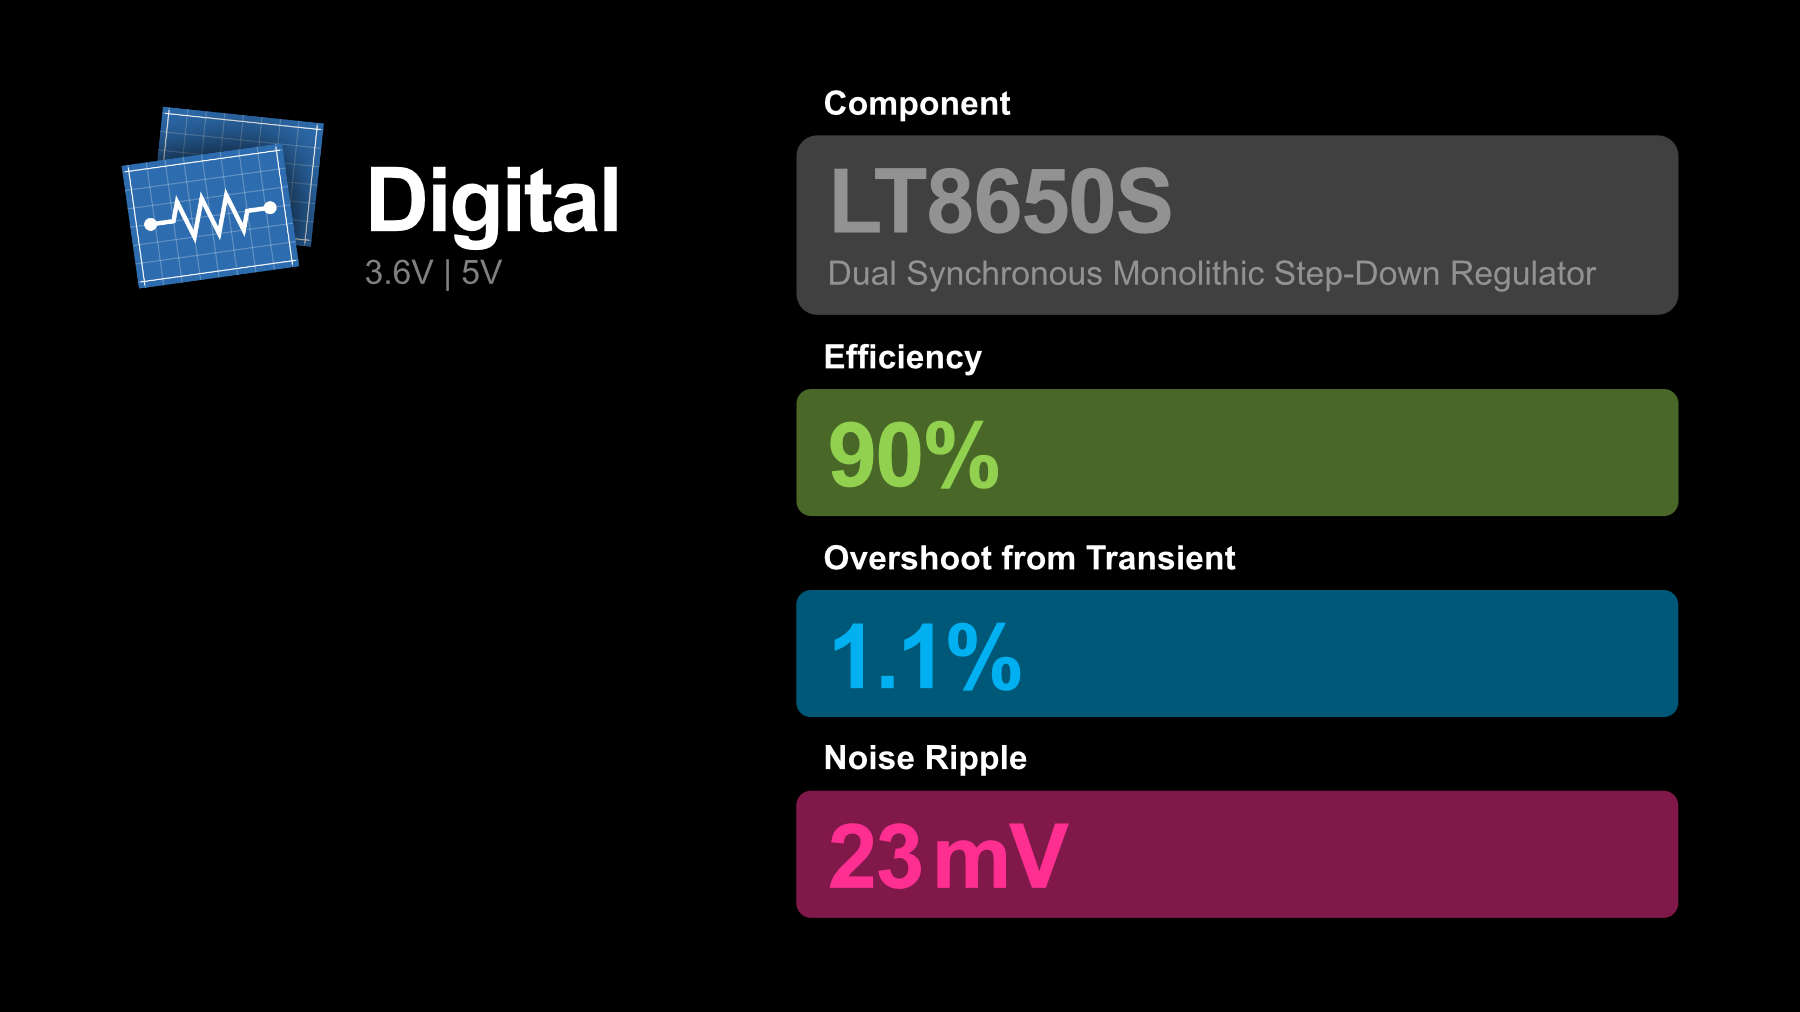 Digital
3.6V | 5V
Component
LT8650S
Dual Synchronous Monolithic Step-Down Regulator
Efficiency
90%
Overshoot from Transient
1.1%
Noise Ripple
23 mV